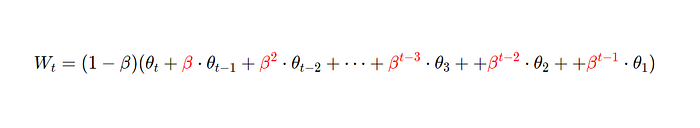 W_t = (1 − β)(θ_t + β · θ_{t−1} + β^2 · θ_{t−2} + · · · + β^{t−3} · θ_3 + +β^{t−2} · θ_2 + +β^{t−1} · θ_1)